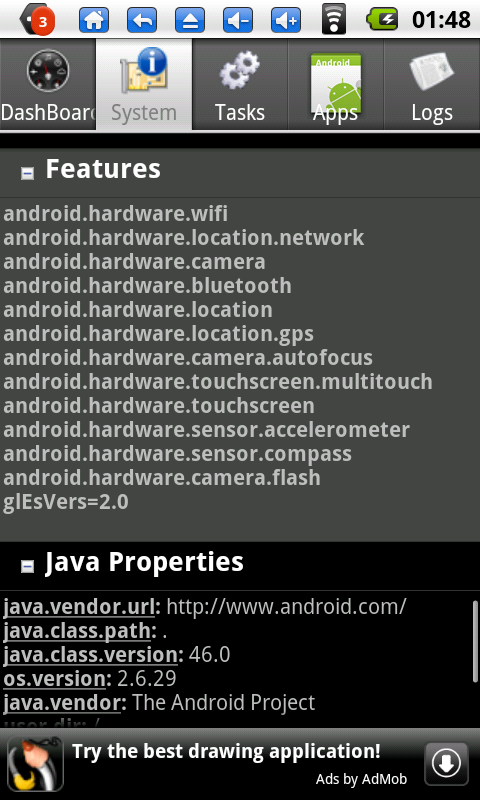 3
01:48
Android
DashBoar
System
Tasks
Apps
Logs
Features
android.hardware.wifi
android.hardware.location.network
android.hardware.camera
android.hardware.bluetooth
android.hardware.location
android.hardware.location.gps
android.hardware.camera.autofocus
android.hardware.touchscreen.multitouch
android.hardware.touchscreen
android.hardware.sensor.accelerometer
android.hardware.sensor.compass
android.hardware.camera.flash
glEsVers=2.0
Java Properties
java.vendor.url: http://www.android.com/
java.class.path: .
java.class.version: 46.0
os.version: 2.6.29
java.vendor: The Android Project
user.dir: /
Try the best drawing application!
Ads by AdMob